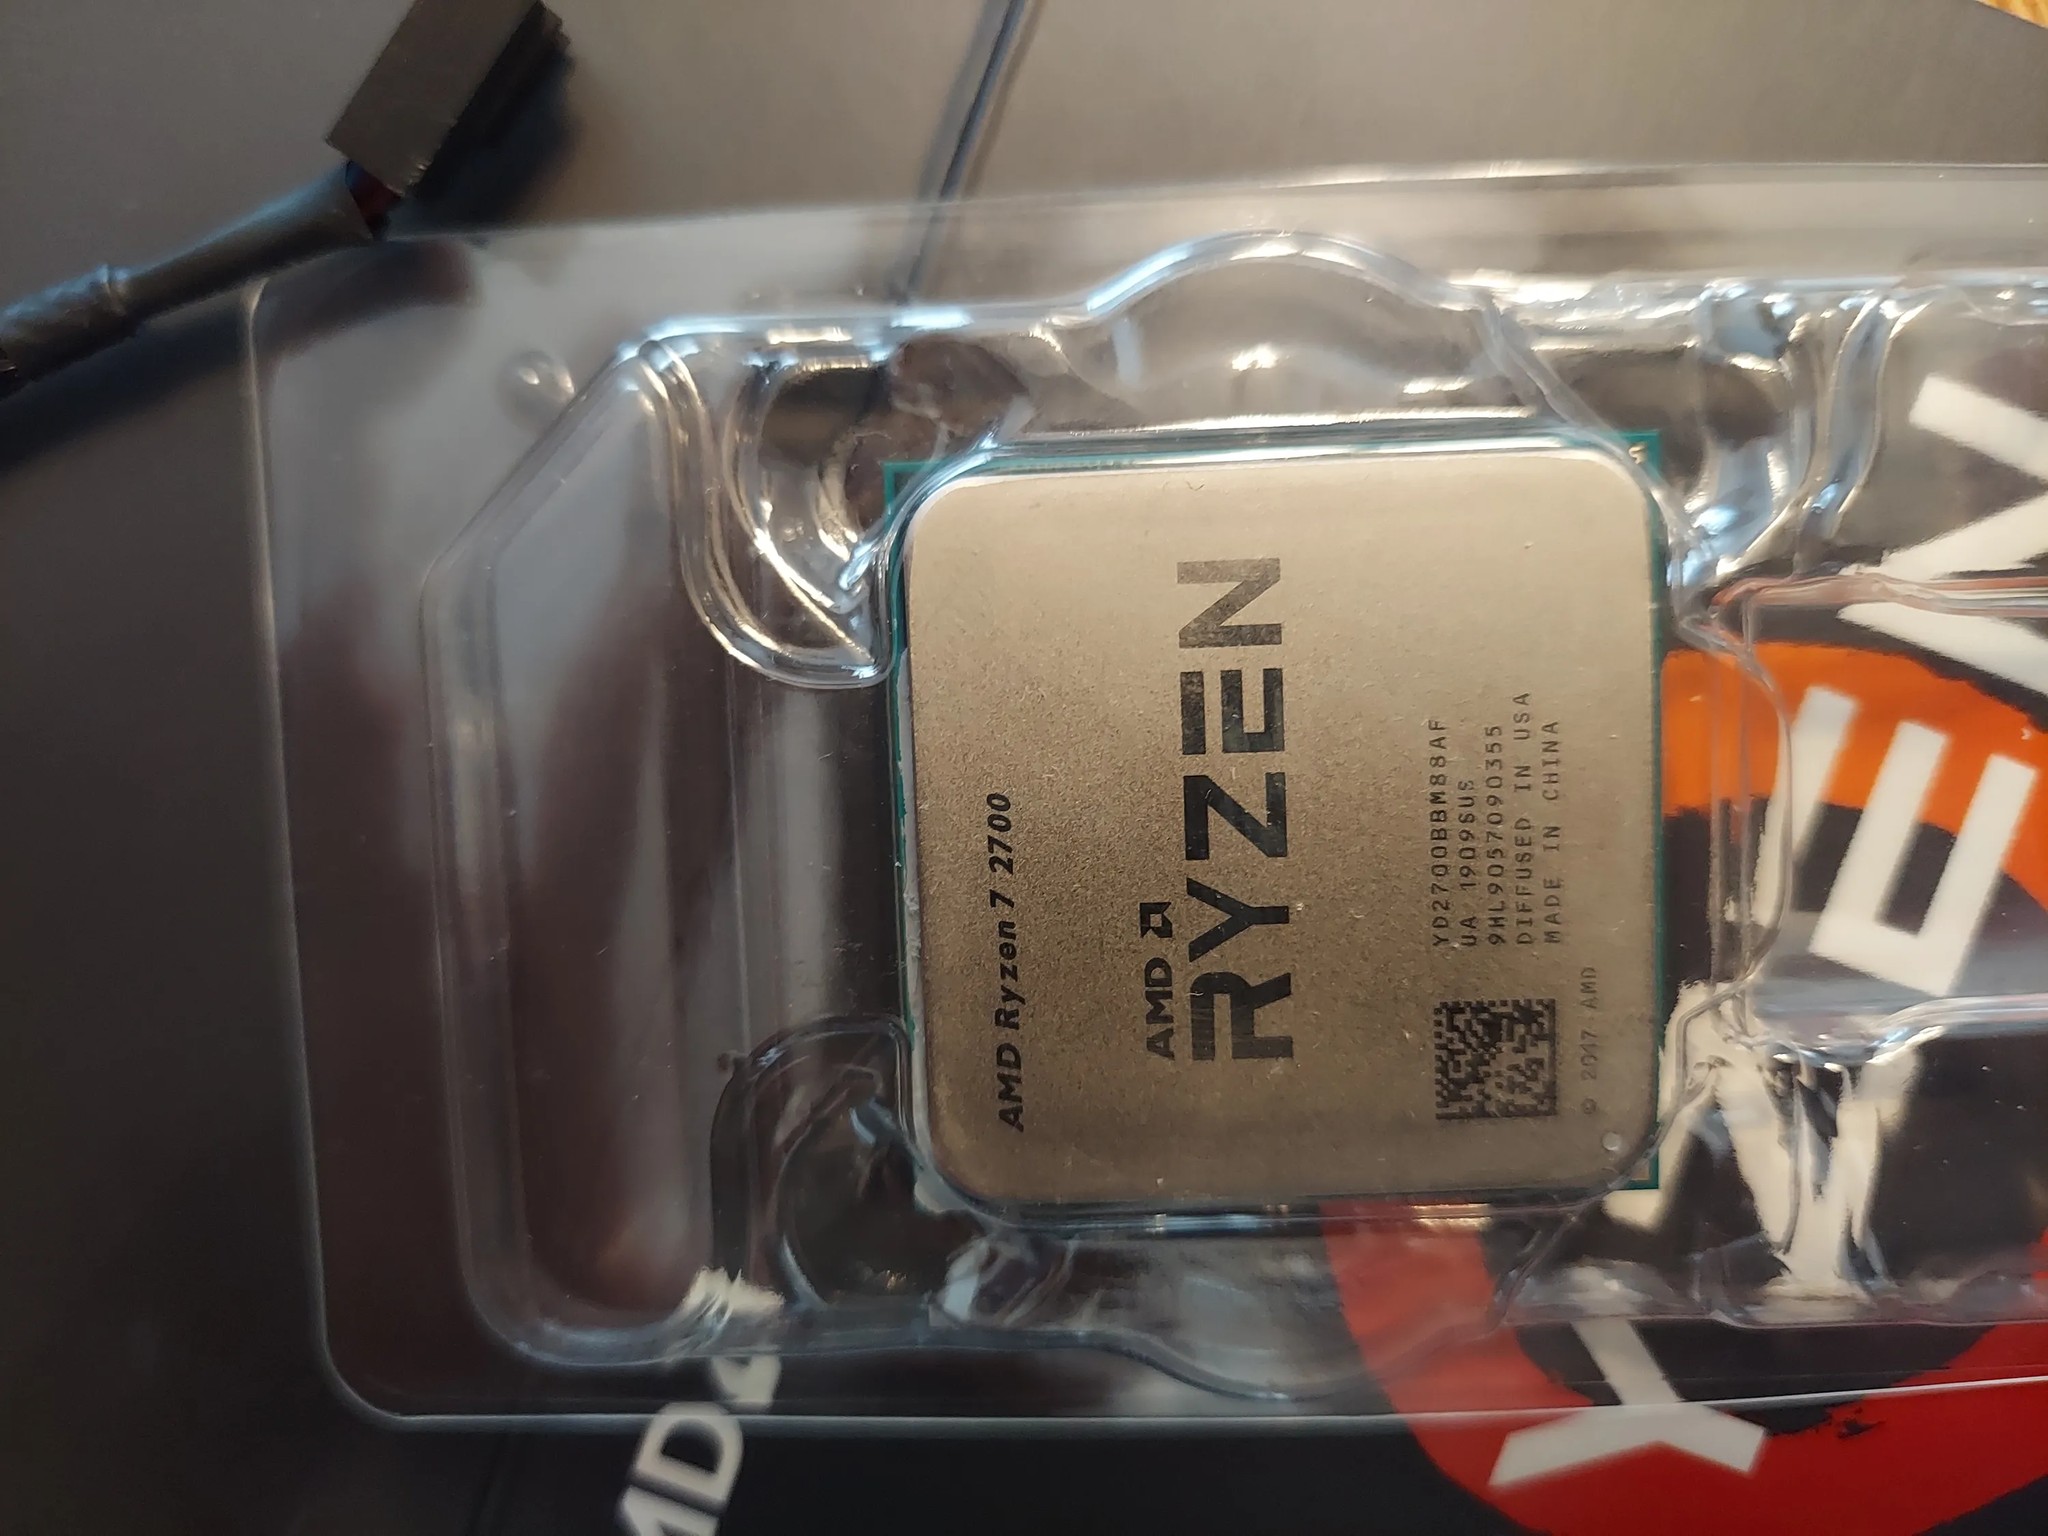 AMD Ryzen 7 2700
AMD
RYZEN
YD2700BBM88AF
UA 1909SUS
9HL9057090355
DIFFUSED IN USA
MADE IN CHINA
© 2017 AMD